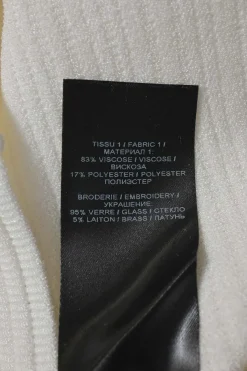 TISSU 1 / FABRIC 1 /
МАТЕРИАЛ 1:
83% VISCOSE / VISCOSE /
ВИСКОЗА
17% POLYESTER / POLYESTER
ПОЛИЭСТЕР
BRODERIE / EMBROIDERY /
УКРАШЕНИЕ:
95% VERRE / GLASS / СТЕКЛО
5% LAITON / BRASS / ЛАТУНЬ